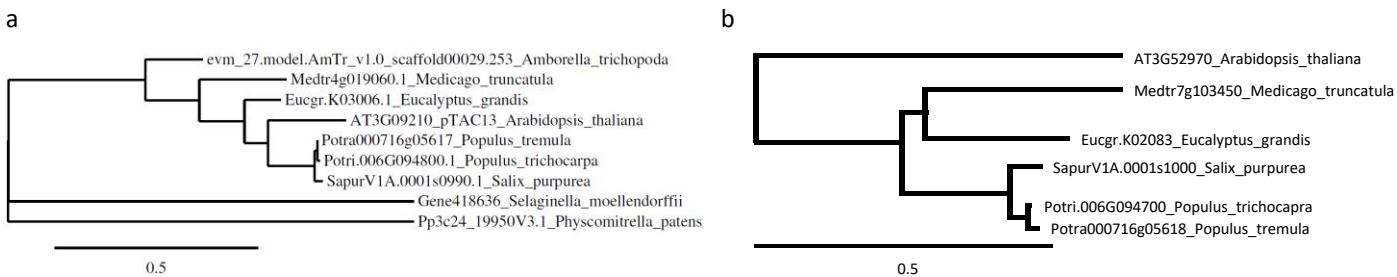 a
evm_27.model.AmTr_v1.0_scaffold00029.253_Amborella_trichopoda
Medtr4g019060.1_Medicago_truncatula
Eucgr.K03006.1_Eucalyptus_grandis
AT3G09210_pTAC13_Arabidopsis_thaliana
Potra000716g05617_Populus_tremula
Potri.006G094800.1_Populus_trichocarpa
SapurV1A.0001s0990.1_Salix_purpurea
Gene418636_Selaginella_moellendorffii
Pp3c24_19950V3.1_Physcomitrella_patens
0.5
b
AT3G52970_Arabidopsis_thaliana
Medtr7g103450_Medicago_truncatula
Eucgr.K02083_Eucalyptus_grandis
SapurV1A.0001s1000_Salix_purpurea
Potri.006G094700_Populus_trichocapra
Potra000716g05618_Populus_tremula
0.5